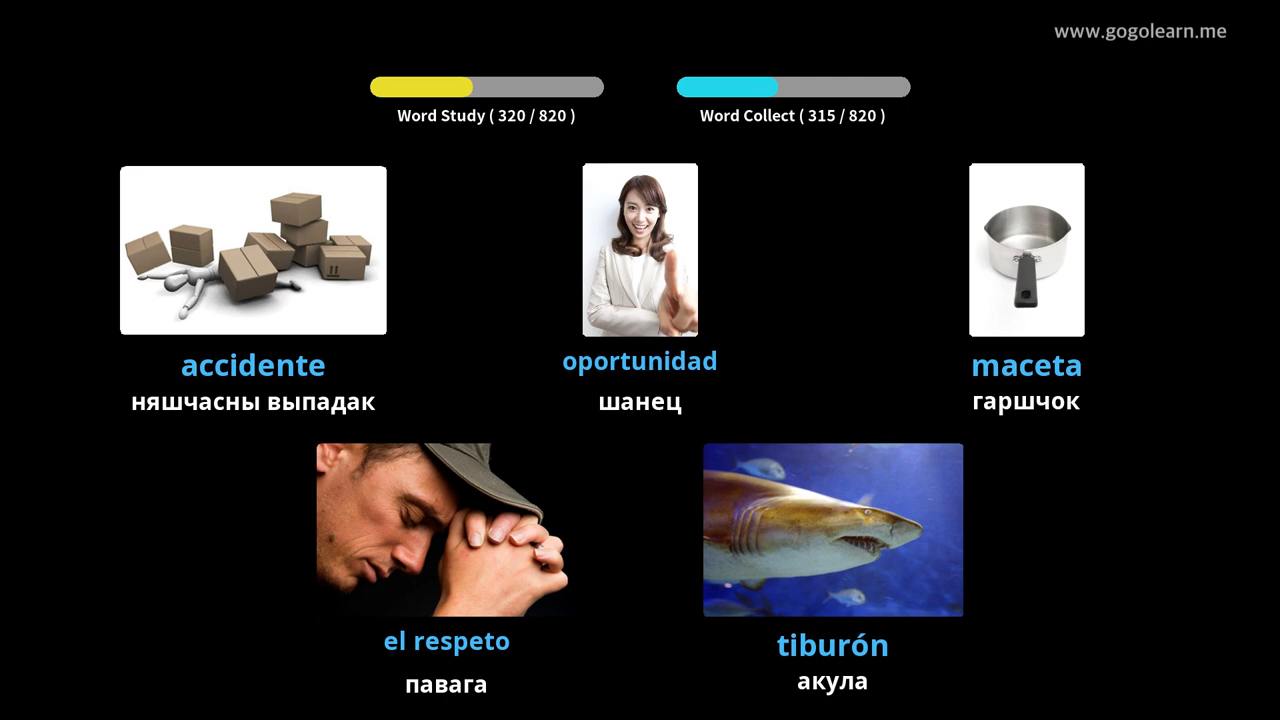 www.gogolearn.me
Word Study ( 320 / 820 )
Word Collect ( 315 / 820 )
accidente
няшчасны выпадак
oportunidad
шанец
maceta
гаршчок
el respeto
павага
tiburón
акула